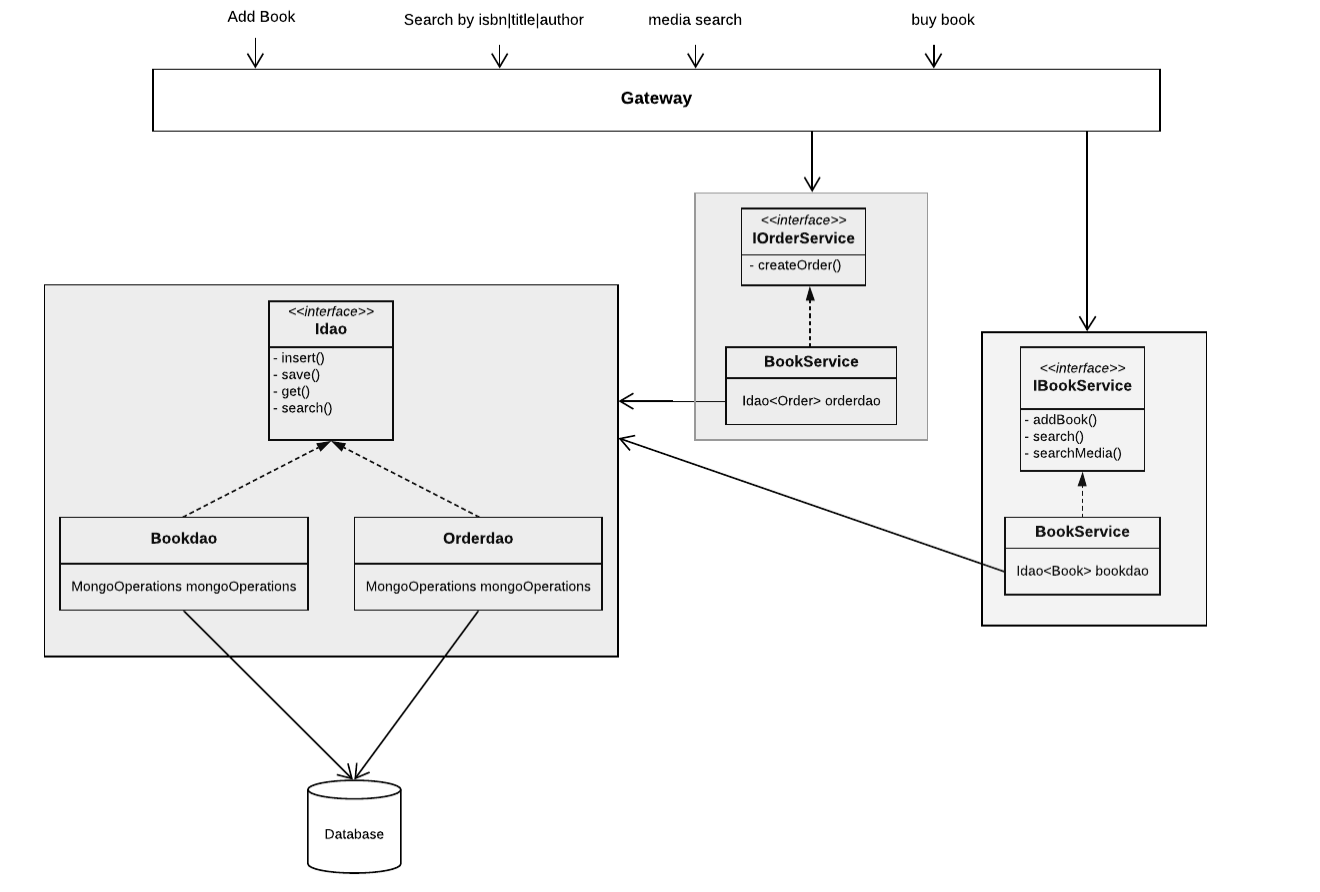 Add Book
Search by isbn|title|author
media search
buy book
Gateway
<<interface>>
IOrderService
- createOrder()
BookService
Idao<Order> orderdao
<<interface>>
Idao
- insert()
- save()
- get()
- search()
<<interface>>
IBookService
- addBook()
- search()
- searchMedia()
BookService
Idao<Book> bookdao
Bookdao
MongoOperations mongoOperations
Orderdao
MongoOperations mongoOperations
Database